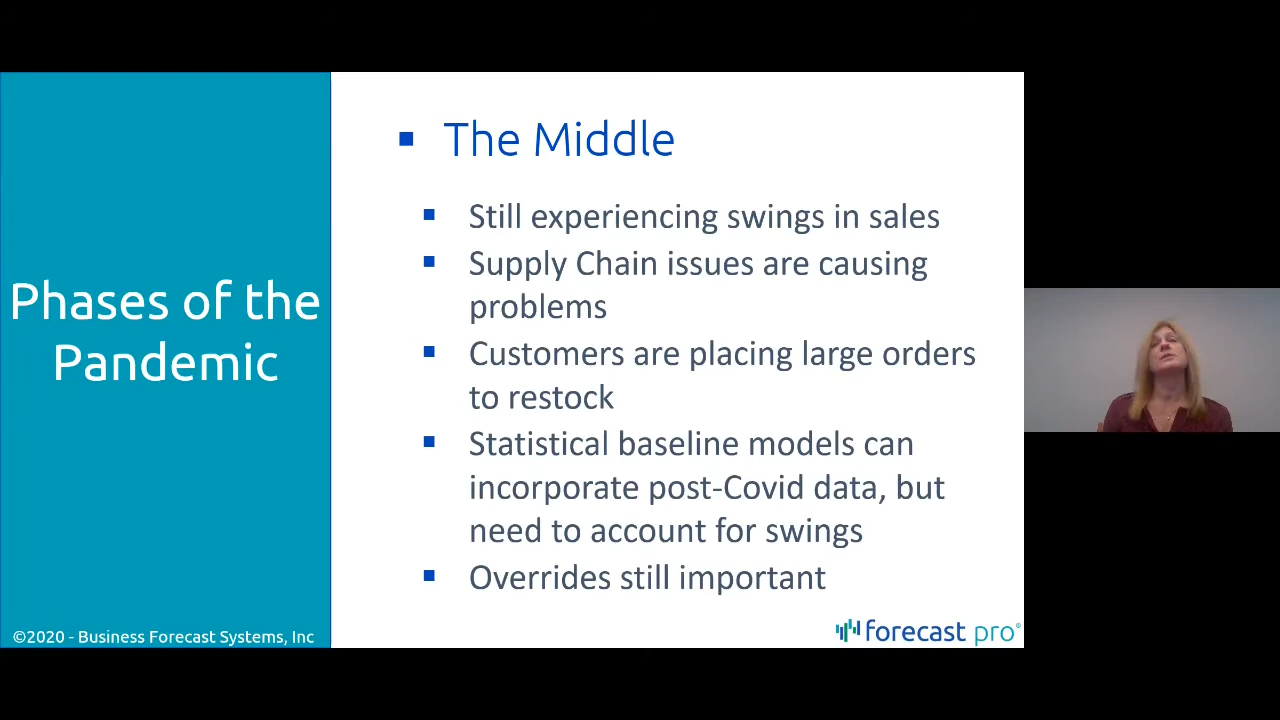 Phases of the
Pandemic
©2020 - Business Forecast Systems, Inc
The Middle
Still experiencing swings in sales
Supply Chain issues are causing
problems
Customers are placing large orders
to restock
Statistical baseline models can
incorporate post-Covid data, but
need to account for swings
Overrides still important
forecast pro®